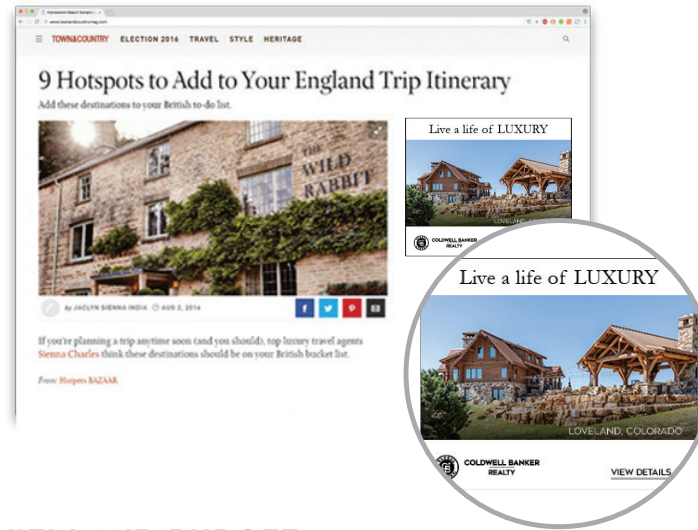 www.townandcountrymag.com
TOWN&COUNTRY ELECTION 2016 TRAVEL STYLE HERITAGE
9 Hotspots to Add to Your England Trip Itinerary
Add these destinations to your British to-do list.
THE
WILD
RABBIT
By JACLYN SIENNA INDIA AUG 2, 2016
If you're planning a trip anytime soon (and you should), top luxury travel agents
Sienna Charles think these destinations should be on your British bucket list.
From: Harpers BAZAAR
Live a life of LUXURY
LOVELAND,
COLDWELL BANKER
REALTY
Live a life of LUXURY
LOVELAND, COLORADO
COLDWELL BANKER
REALTY
VIEW DETAILS